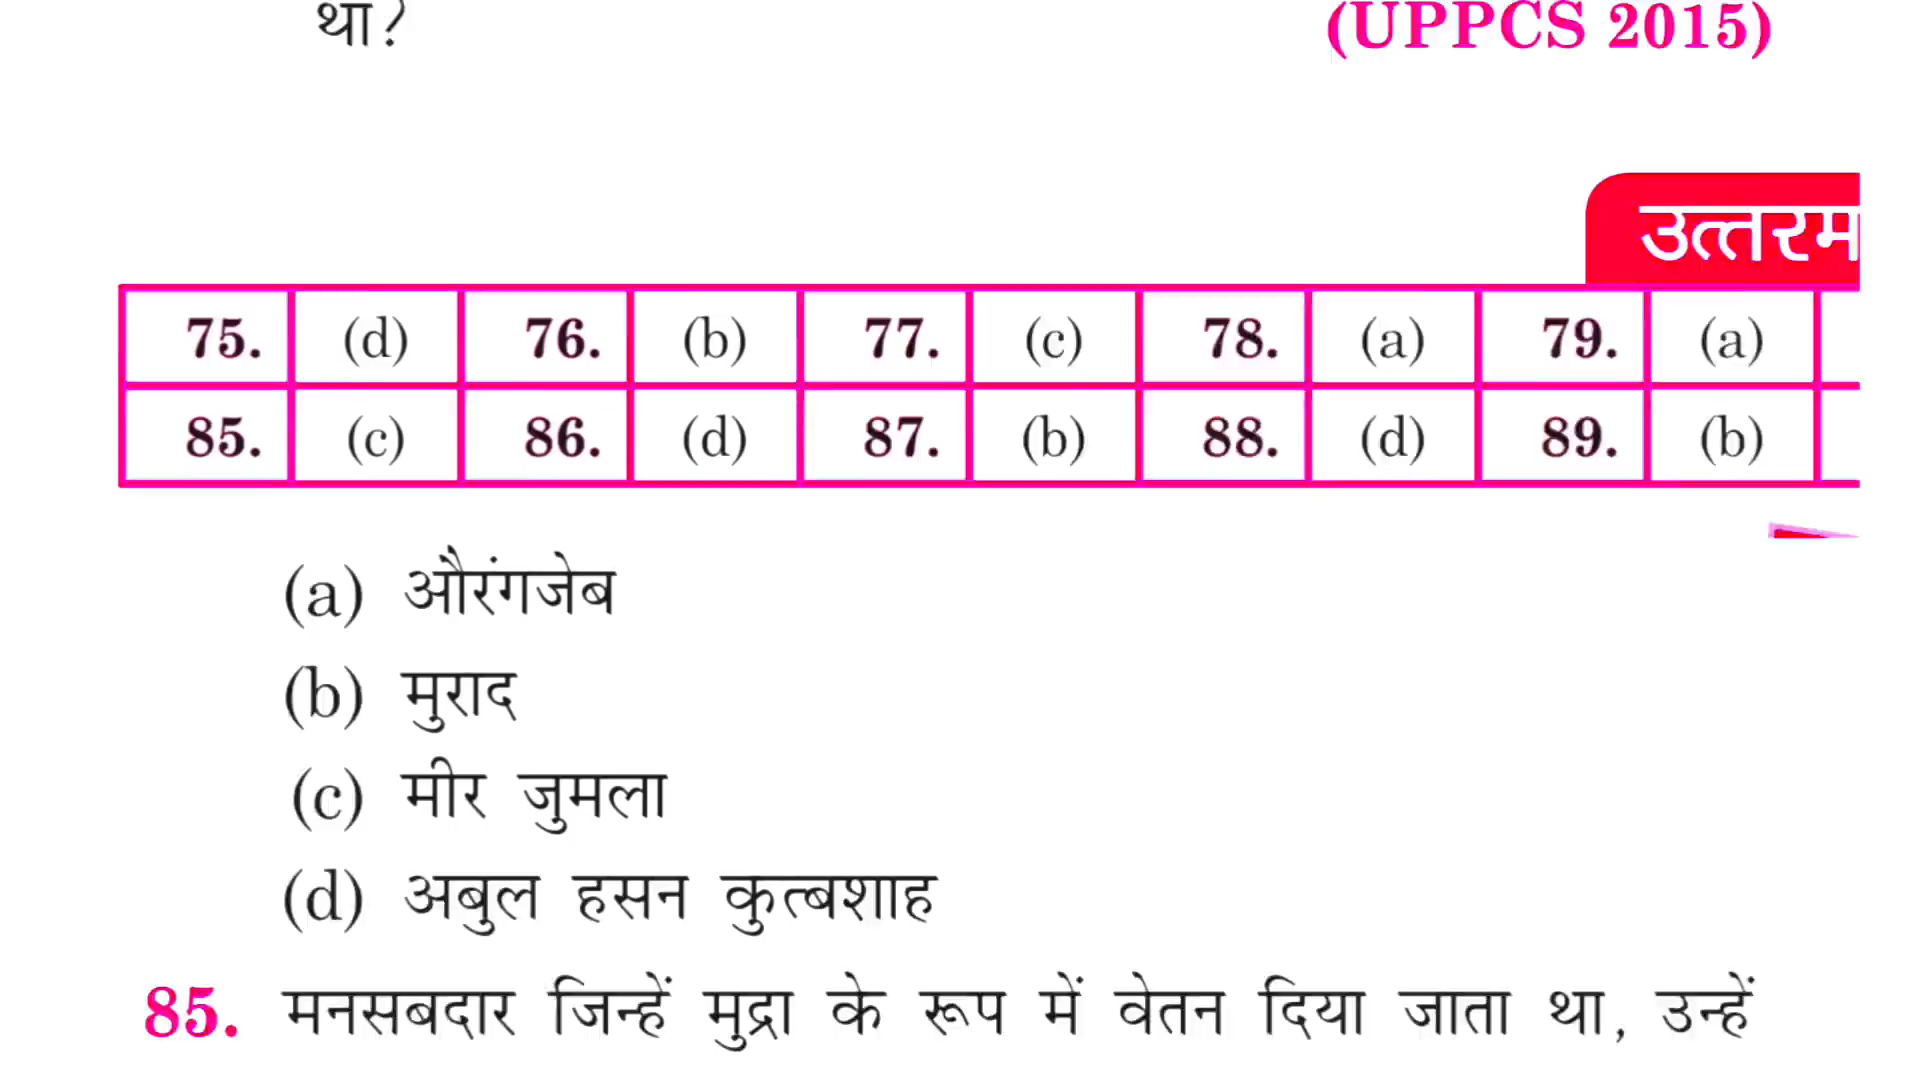 था? (UPPCS 2015)
उत्तरम
75. (d) 76. (b) 77. (c) 78. (a) 79. (a)
85. (c) 86. (d) 87. (b) 88. (d) 89. (b)
(a) औरंगजेब
(b) मुराद
(c) मीर जुमला
(d) अबुल हसन कुत्बशाह
85. मनसबदार जिन्हें मुद्रा के रूप में वेतन दिया जाता था, उन्हें